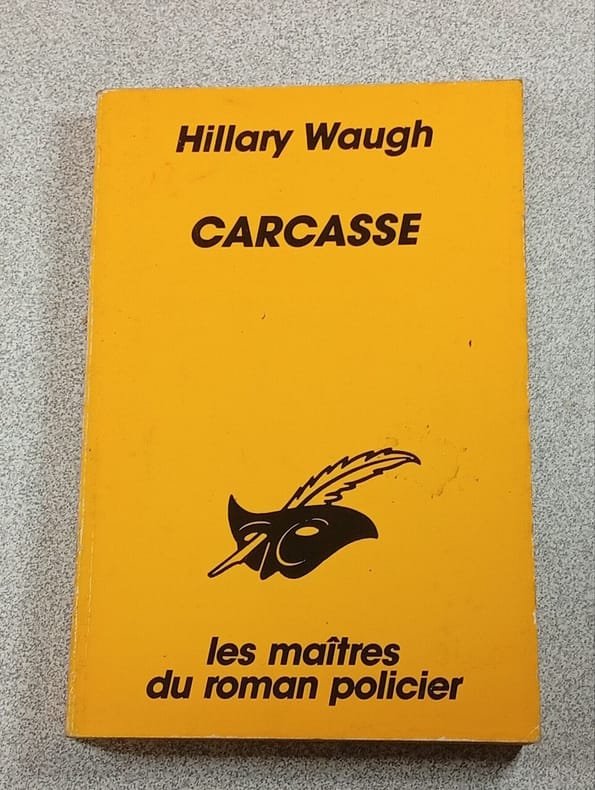 Hillary Waugh
CARCASSE
les maîtres
du roman policier